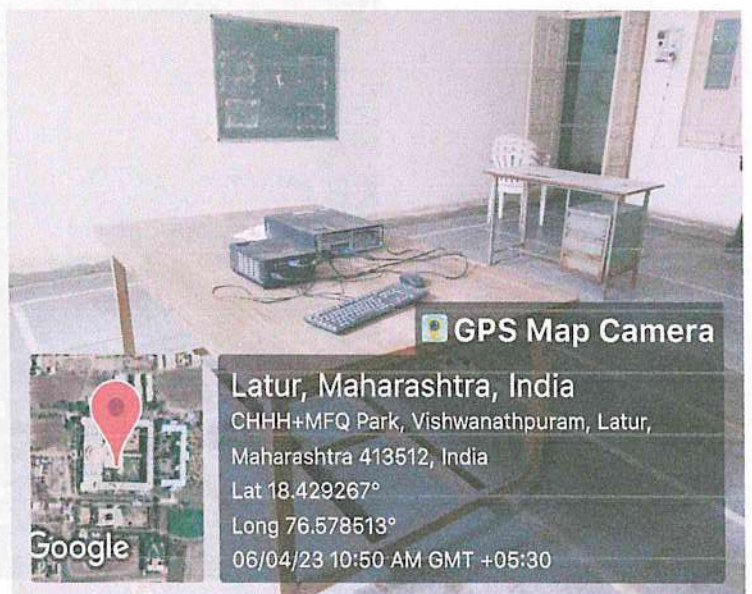 GPS Map Camera
Latur, Maharashtra, India
CHHH+MFQ Park, Vishwanathpuram, Latur,
Maharashtra 413512, India
Lat 18.429267°
Long 76.578513°
06/04/23 10:50 AM GMT +05:30
Google